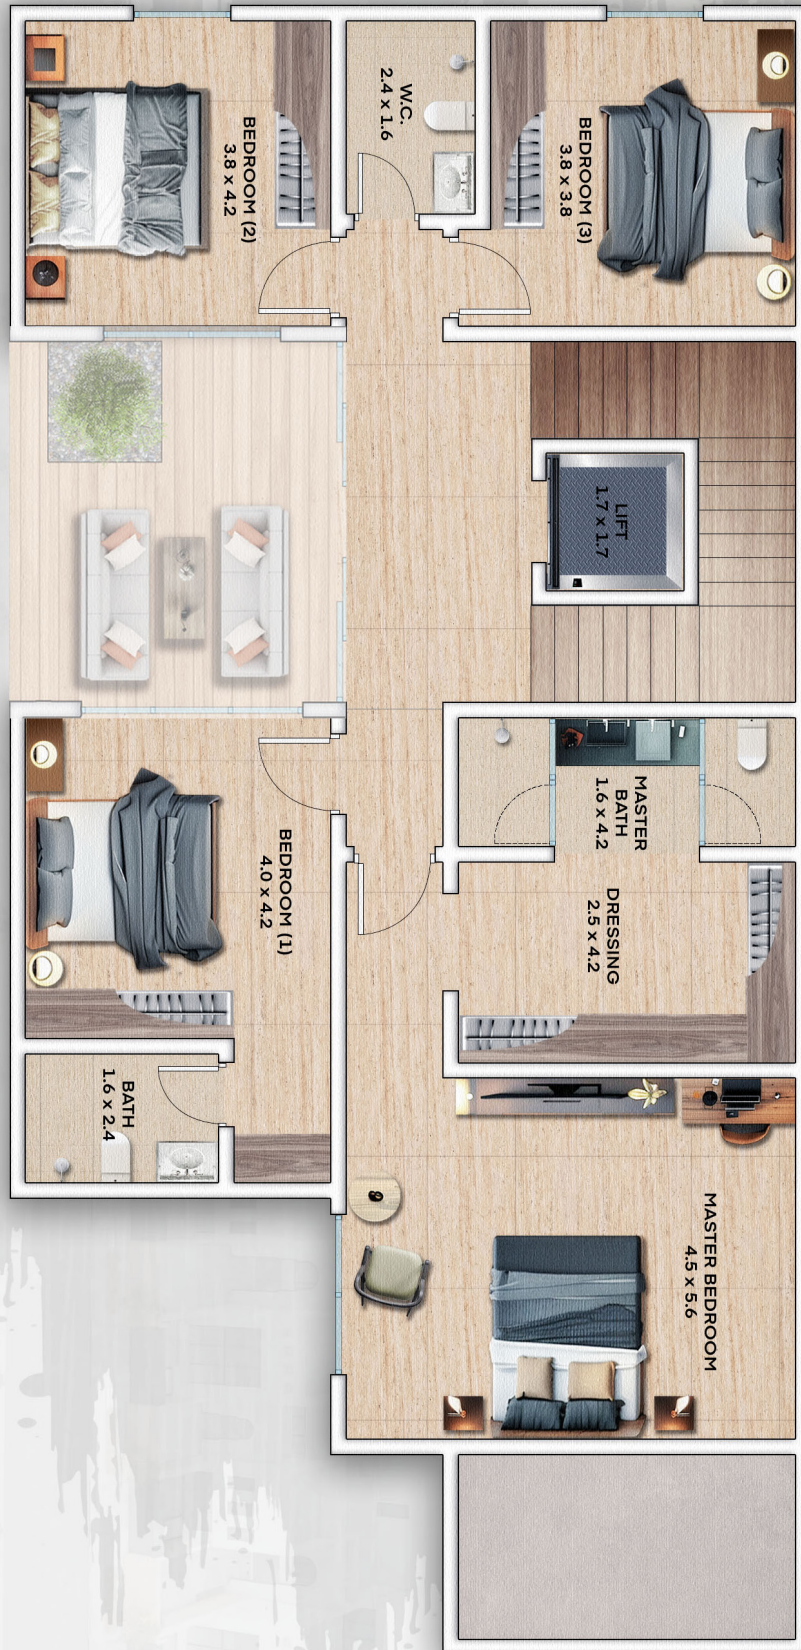 BEDROOM (2)
3.8 x 4.2
W.C.
2.4 x 1.6
BEDROOM (3)
3.8 x 3.8
LIFT
1.7 x 1.7
MASTER
BATH
1.6 x 4.2
BEDROOM (1)
4.0 x 4.2
DRESSING
2.5 x 4.2
BATH
1.6 x 2.4
MASTER BEDROOM
4.5 x 5.6